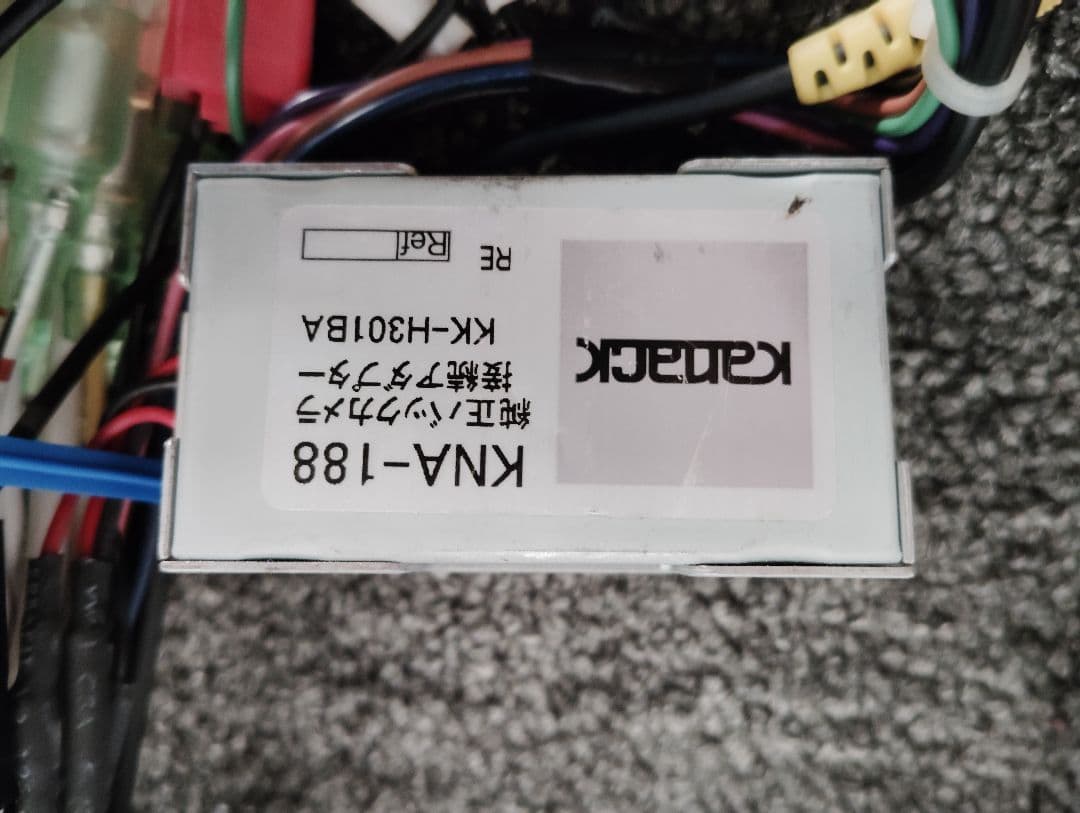 Kanack
KNA-188
純正バックカメラ
接続アダプター
KK-H301BA
RE
Ref